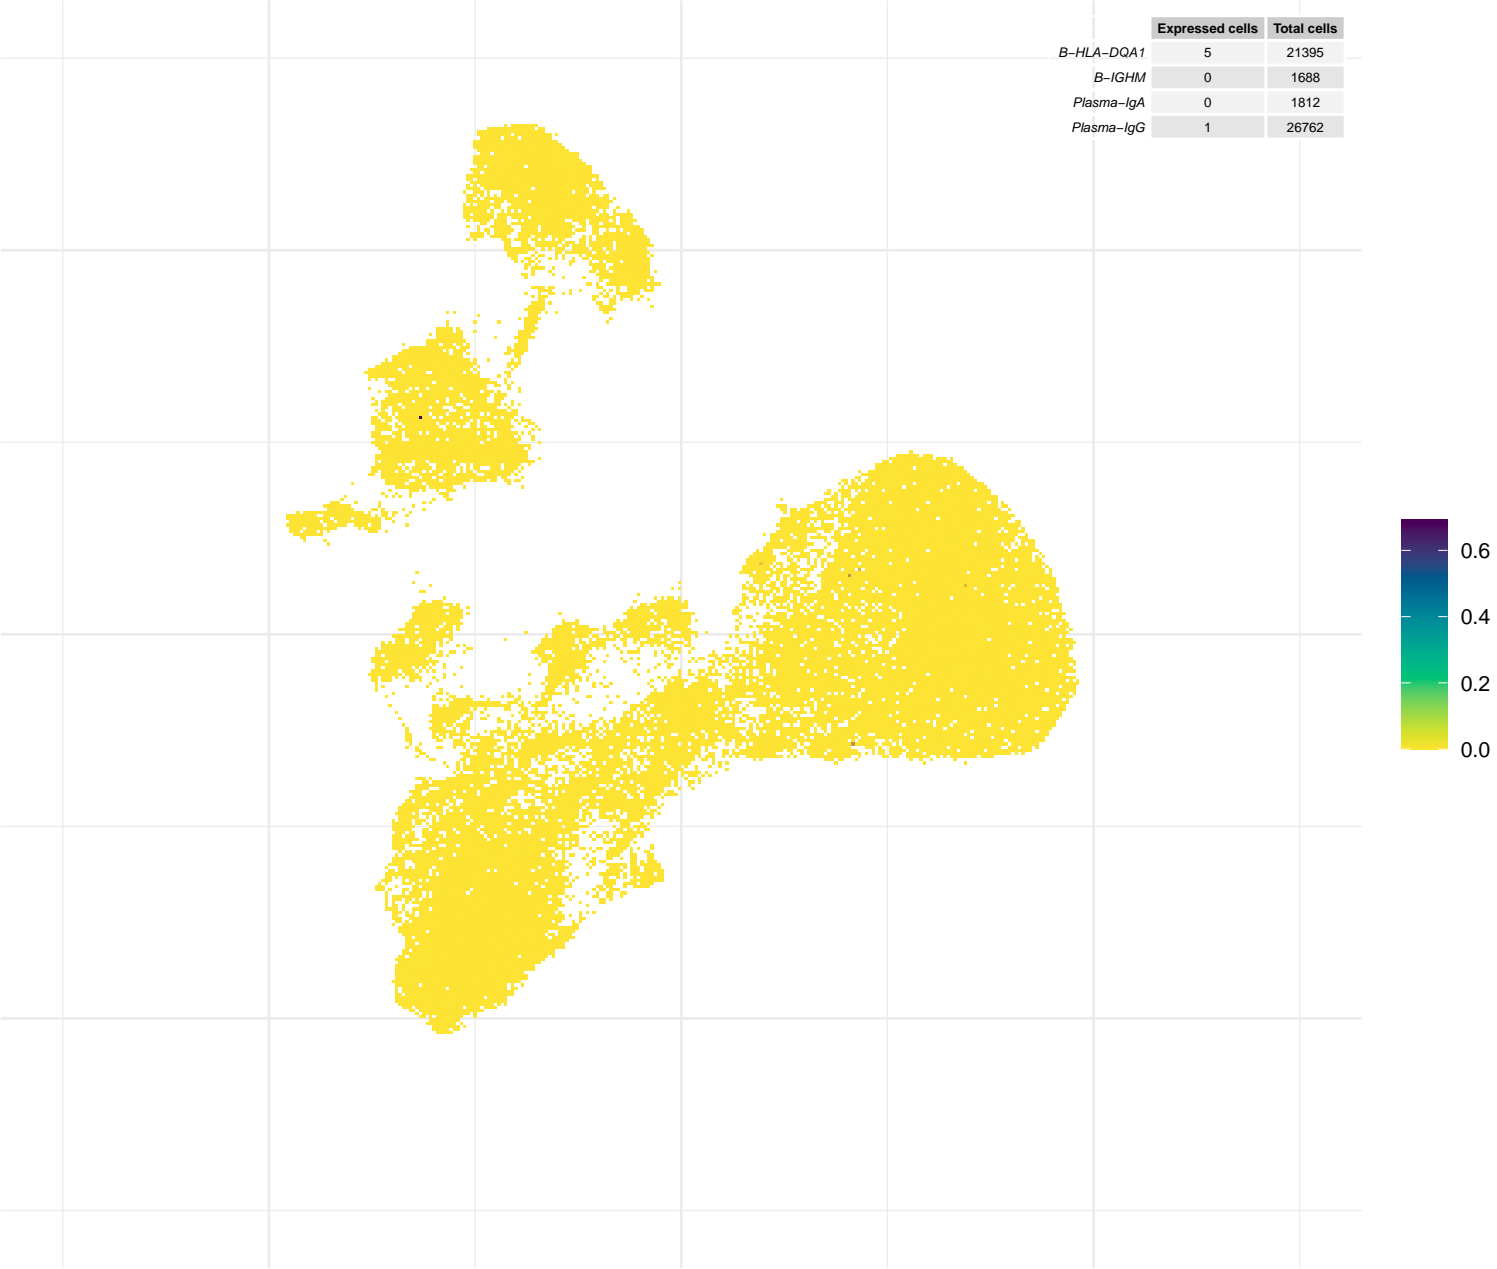 Expressed cells Total cells
B−HLA−DQA1 5 21395
B−IGHM 0 1688
Plasma−IgA 0 1812
Plasma−IgG 1 26762
0.6
0.4
0.2
0.0